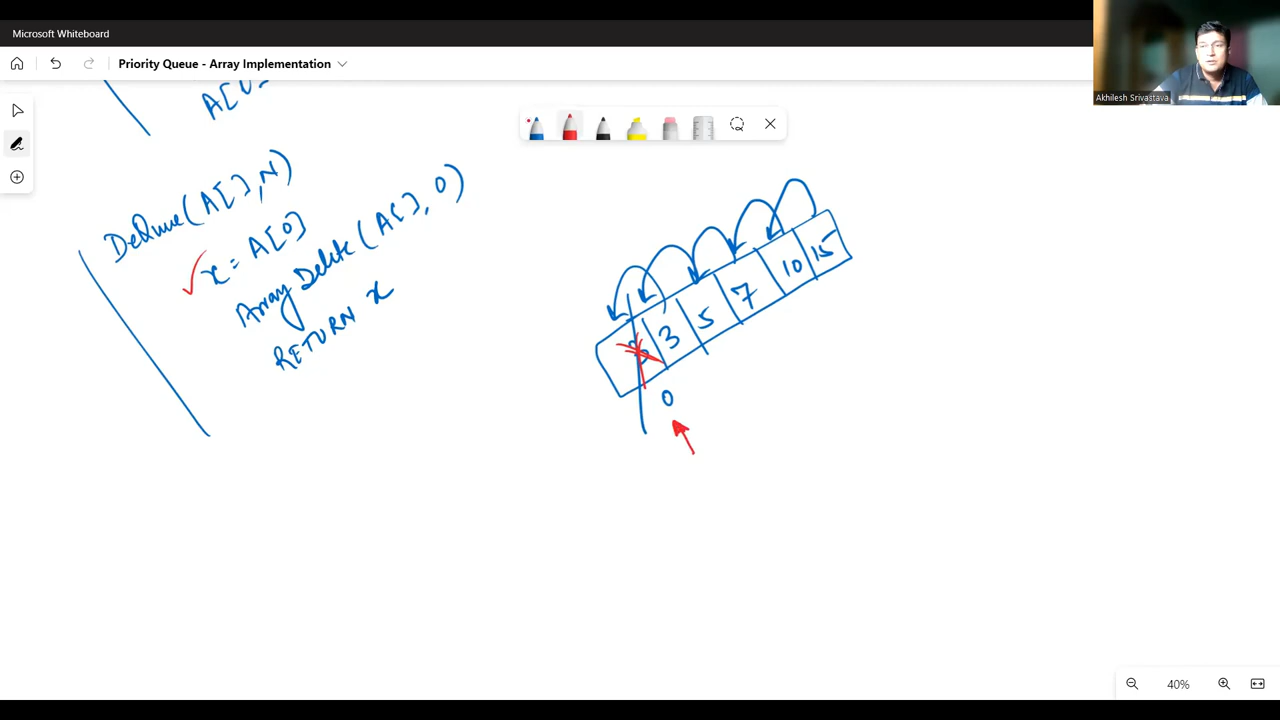 Microsoft Whiteboard
Priority Queue - Array Implementation
Akhilesh Srivastava
DeQueue(A[],N)
x = A[0]
Array Delete(A[],0)
RETURN x
3 5 7 10 15
0
40%